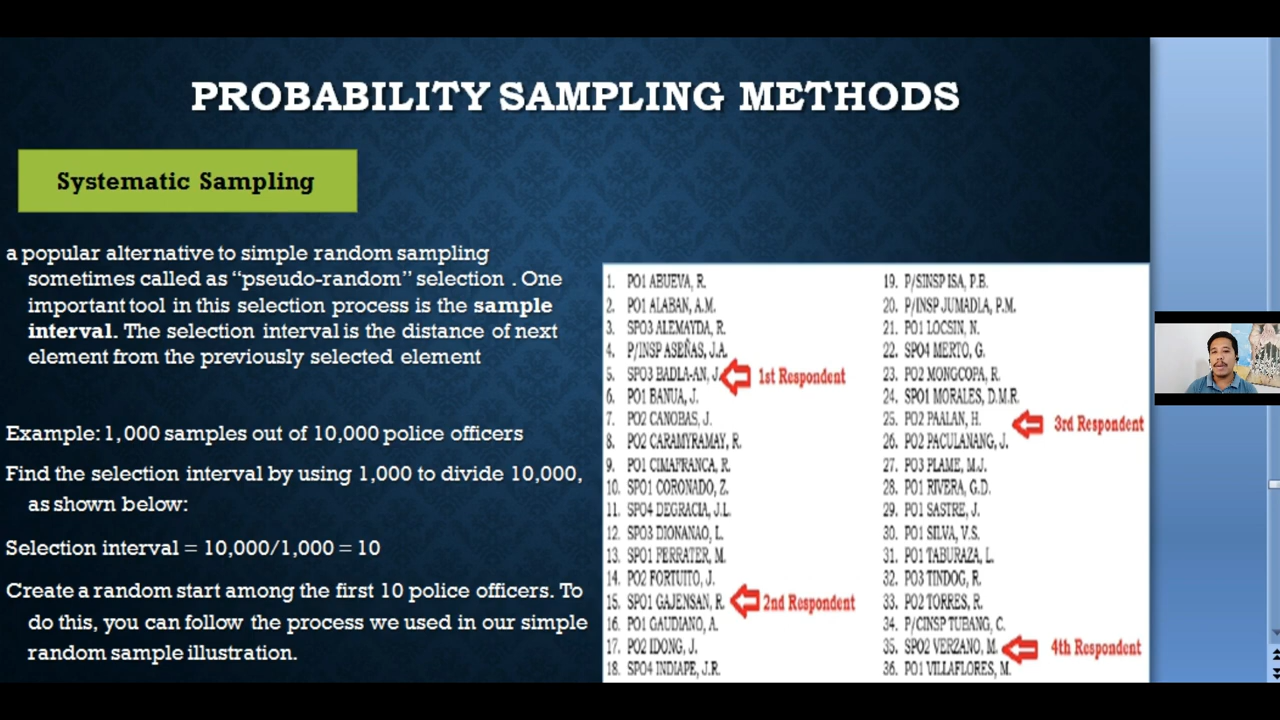 PROBABILITY SAMPLING METHODS
Systematic Sampling
a popular alternative to simple random sampling
sometimes called as “pseudo-random” selection . One
important tool in this selection process is the sample
interval. The selection interval is the distance of next
element from the previously selected element
Example: 1,000 samples out of 10,000 police officers
Find the selection interval by using 1,000 to divide 10,000,
as shown below:
Selection interval = 10,000/1,000 = 10
Create a random start among the first 10 police officers. To
do this, you can follow the process we used in our simple
random sample illustration.
1. PO1 ABUEVA, R.
2. PO1 ALABAN, A.M.
3. SPO3 ALEMAYDA, R.
4. P/INSP ASEÑAS, J.A.
5. SPO3 BADLA-AN, J.
1st Respondent
6. PO1 BANUA, J.
7. PO2 CANOBAS, J.
8. PO2 CARAMYRAMAY, R.
9. PO1 CIMAFRANCA, R.
10. SPO1 CORONADO, Z.
11. SPO4 DEGRACIA, J.L.
12. SPO3 DIONANAO, L.
13. SPO1 FERRATER, M.
14. PO2 FORTUITO, J.
15. SPO1 GAJENSAN, R.
2nd Respondent
16. PO1 GAUDIANO, A.
17. PO2 IDONG, J.
18. SPO4 INDIAPE, J.R.
19. P/SINSP ISA, P.B.
20. P/INSP JUMADLA, P.M.
21. PO1 LOCSIN, N.
22. SPO4 MERTO, G.
23. PO2 MONGCOPA, R.
24. SPO1 MORALES, D.M.R.
25. PO2 PAALAN, H.
3rd Respondent
26. PO2 PACULANANG, J.
27. PO3 PLAME, M.J.
28. PO1 RIVERA, G.D.
29. PO1 SASTRE, J.
30. PO1 SILVA, V.S.
31. PO1 TABURAZA, L.
32. PO3 TINDOG, R.
33. PO2 TORRES, R.
34. P/CINSP TUBANG, C.
35. SPO2 VERZANO, M.
4th Respondent
36. PO1 VILLAFLORES, M.